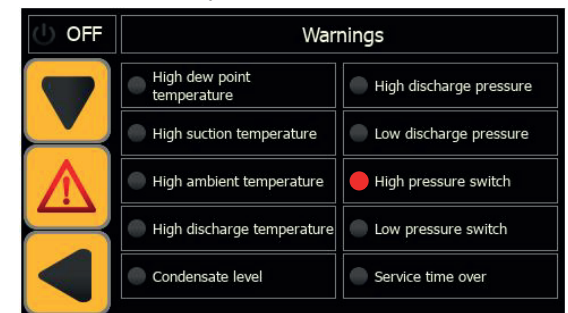 OFF
Warnings
High dew point
temperature
High discharge pressure
High suction temperature
Low discharge pressure
High ambient temperature
High pressure switch
High discharge temperature
Low pressure switch
Condensate level
Service time over